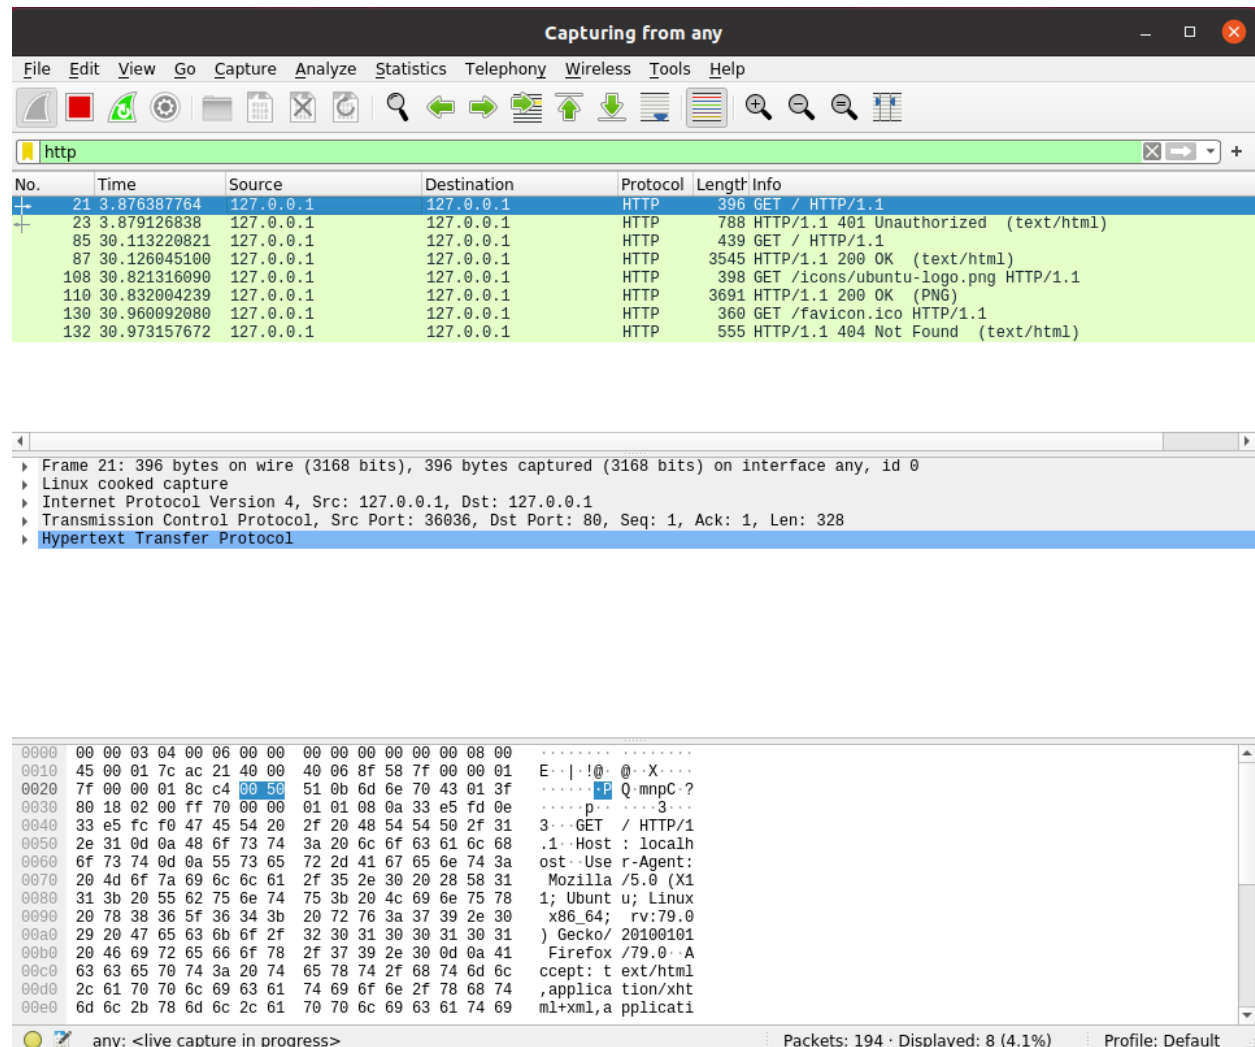 Capturing from any
File Edit View Go Capture Analyze Statistics Telephony Wireless Tools Help
http
No. Time Source Destination Protocol Length Info
21 3.876387764 127.0.0.1 127.0.0.1 HTTP 396 GET / HTTP/1.1
23 3.879126838 127.0.0.1 127.0.0.1 HTTP 788 HTTP/1.1 401 Unauthorized (text/html)
85 30.113220821 127.0.0.1 127.0.0.1 HTTP 439 GET / HTTP/1.1
87 30.126045100 127.0.0.1 127.0.0.1 HTTP 3545 HTTP/1.1 200 OK (text/html)
108 30.821316090 127.0.0.1 127.0.0.1 HTTP 398 GET /icons/ubuntu-logo.png HTTP/1.1
110 30.832004239 127.0.0.1 127.0.0.1 HTTP 3691 HTTP/1.1 200 OK (PNG)
130 30.960092080 127.0.0.1 127.0.0.1 HTTP 360 GET /favicon.ico HTTP/1.1
132 30.973157672 127.0.0.1 127.0.0.1 HTTP 555 HTTP/1.1 404 Not Found (text/html)
Frame 21: 396 bytes on wire (3168 bits), 396 bytes captured (3168 bits) on interface any, id 0
Linux cooked capture
Internet Protocol Version 4, Src: 127.0.0.1, Dst: 127.0.0.1
Transmission Control Protocol, Src Port: 36036, Dst Port: 80, Seq: 1, Ack: 1, Len: 328
Hypertext Transfer Protocol
0000 00 00 03 04 00 06 00 00 00 00 00 00 00 00 08 00 ········ ········
0010 45 00 01 7c ac 21 40 00 40 06 8f 58 7f 00 00 01 E··|·!@· @··X····
0020 7f 00 00 01 8c c4 00 50 51 0b 6d 6e 70 43 01 3f ·······P Q·mnpC·?
0030 80 18 02 00 ff 70 00 00 01 01 08 0a 33 e5 fd 0e ·····p·· ····3···
0040 33 e5 fc f0 47 45 54 20 2f 20 48 54 54 50 2f 31 3···GET / HTTP/1
0050 2e 31 0d 0a 48 6f 73 74 3a 20 6c 6f 63 61 6c 68 .1··Host : localh
0060 6f 73 74 0d 0a 55 73 65 72 2d 41 67 65 6e 74 3a ost··Use r-Agent:
0070 20 4d 6f 7a 69 6c 6c 61 2f 35 2e 30 20 28 58 31 Mozilla /5.0 (X1
0080 31 3b 20 55 62 75 6e 74 75 3b 20 4c 69 6e 75 78 1; Ubunt u; Linux
0090 20 78 38 36 5f 36 34 3b 20 72 76 3a 37 39 2e 30 x86_64; rv:79.0
00a0 29 20 47 65 63 6b 6f 2f 32 30 31 30 30 31 30 31 ) Gecko/ 20100101
00b0 20 46 69 72 65 66 6f 78 2f 37 39 2e 30 0d 0a 41 Firefox /79.0··A
00c0 63 63 65 70 74 3a 20 74 65 78 74 2f 68 74 6d 6c ccept: t ext/html
00d0 2c 61 70 70 6c 69 63 61 74 69 6f 6e 2f 78 68 74 ,applica tion/xht
00e0 6d 6c 2b 78 6d 6c 2c 61 70 70 6c 69 63 61 74 69 ml+xml,a pplicati
any: <live capture in progress> Packets: 194 · Displayed: 8 (4.1%) Profile: Default